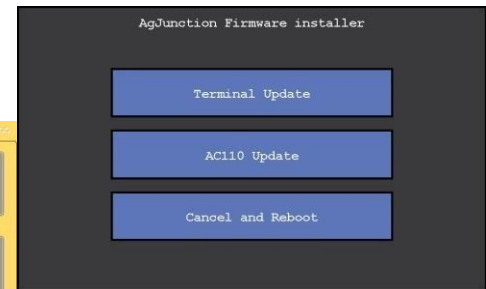 AgJunction Firmware installer
Terminal Update
AC110 Update
Cancel and Reboot